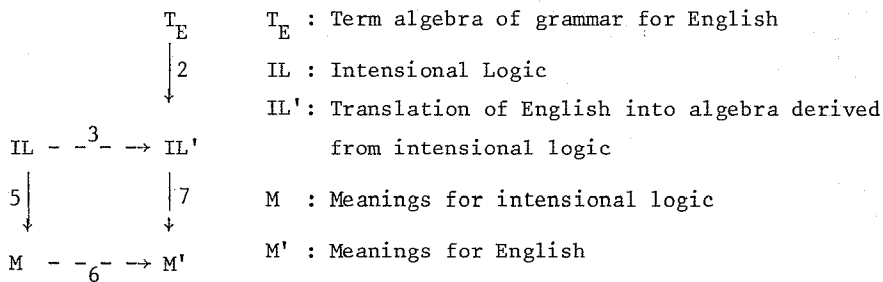 T_E
T_E : Term algebra of grammar for English
2
IL : Intensional Logic
IL': Translation of English into algebra derived
from intensional logic
IL - -3- - → IL'
5
7
M : Meanings for intensional logic
M - -6- - → M'
M' : Meanings for English